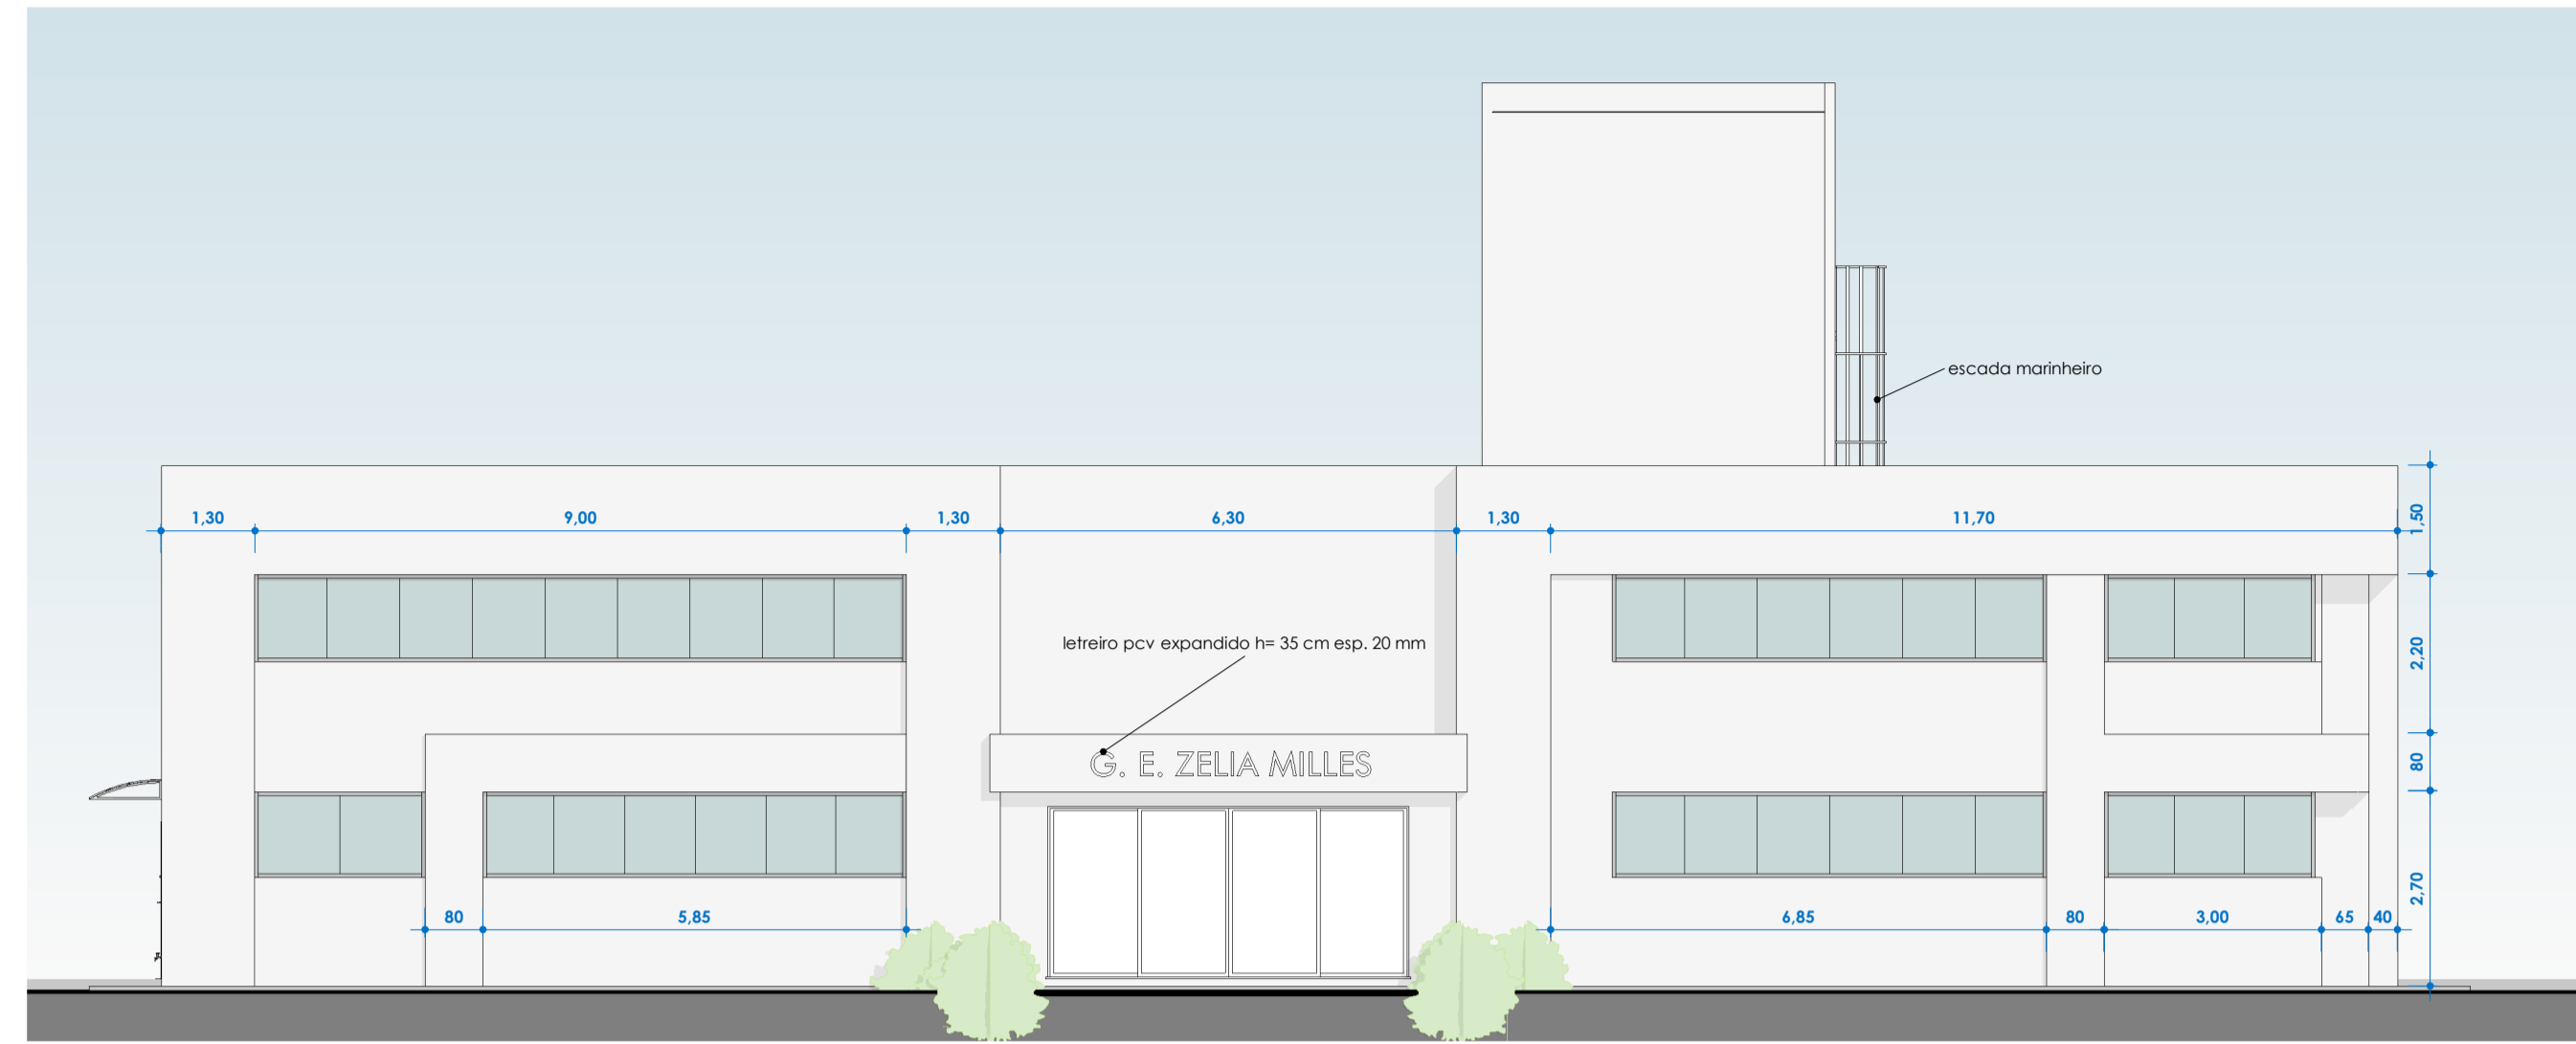 escada marinheiro
1,30 9,00 1,30 6,30 1,30 11,70
1,50
letreiro pcv expandido h= 35 cm esp. 20 mm
2,20
G. E. ZELIA MILLES
80
2,70
80 5,85 6,85 80 3,00 65 40